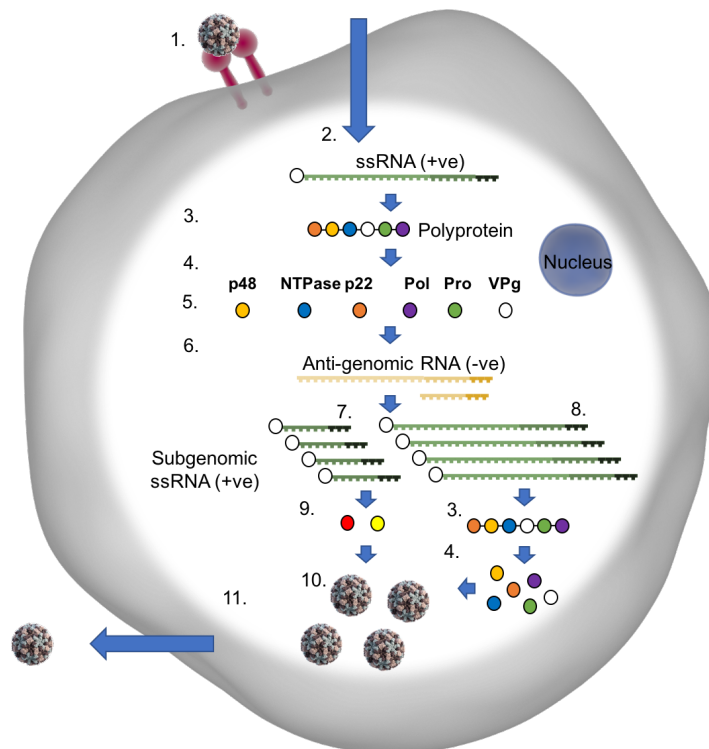 1.
2.
ssRNA (+ve)
3.
Polyprotein
4.
Nucleus
p48 NTPase p22 Pol Pro VPg
5.
6.
Anti-genomic RNA (-ve)
7.
8.
Subgenomic
ssRNA (+ve)
9.
3.
4.
10.
11.